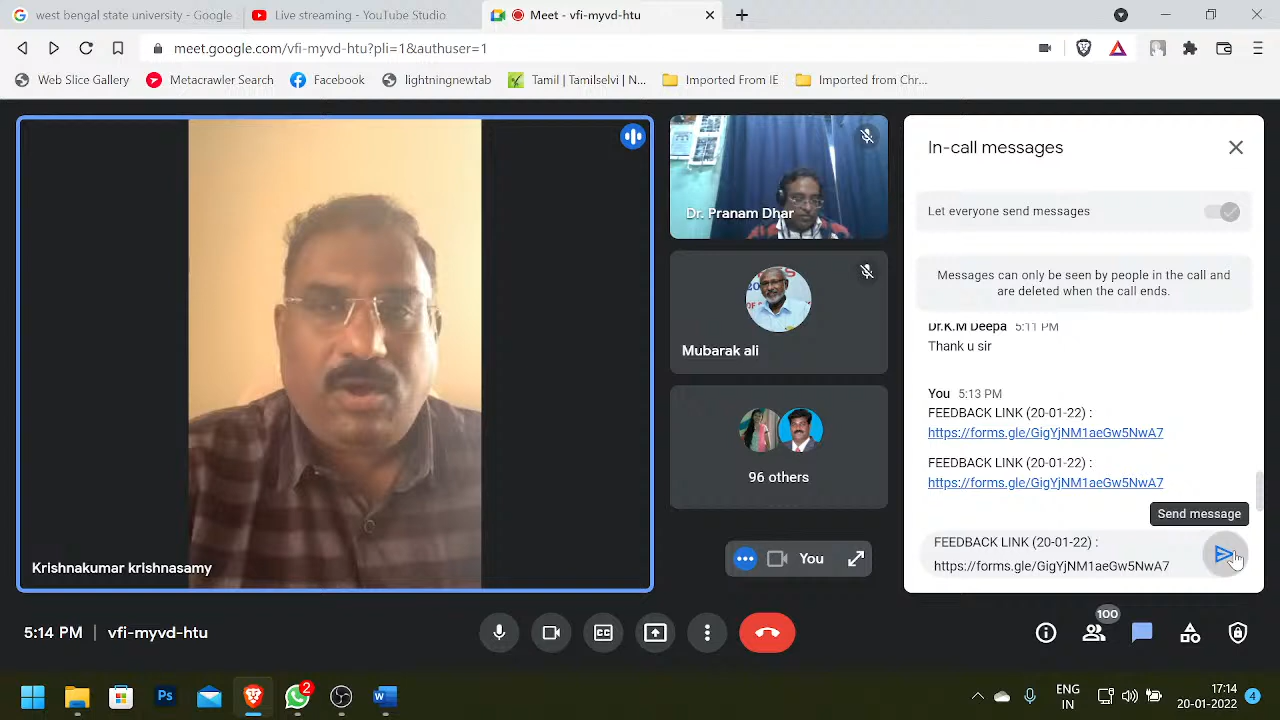 west bengal state university - Google
Live streaming - YouTube Studio
Meet - vfi-myvd-htu
meet.google.com/vfi-myvd-htu?pli=1&authuser=1
Web Slice Gallery
Metacrawler Search
Facebook
lightningnewtab
Tamil | Tamilselvi | N...
Imported From IE
Imported from Chr...
Krishnakumar krishnasamy
Dr. Pranam Dhar
Mubarak ali
96 others
You
In-call messages
Let everyone send messages
Messages can only be seen by people in the call and
are deleted when the call ends.
Dr.K.M Deepa 5:11 PM
Thank u sir
You 5:13 PM
FEEDBACK LINK (20-01-22) :
https://forms.gle/GigYjNM1aeGw5NwA7
FEEDBACK LINK (20-01-22) :
https://forms.gle/GigYjNM1aeGw5NwA7
Send message
FEEDBACK LINK (20-01-22) :
https://forms.gle/GigYjNM1aeGw5NwA7
5:14 PM | vfi-myvd-htu
CC
100
Ps
2
W
ENG
IN
17:14
20-01-2022
4